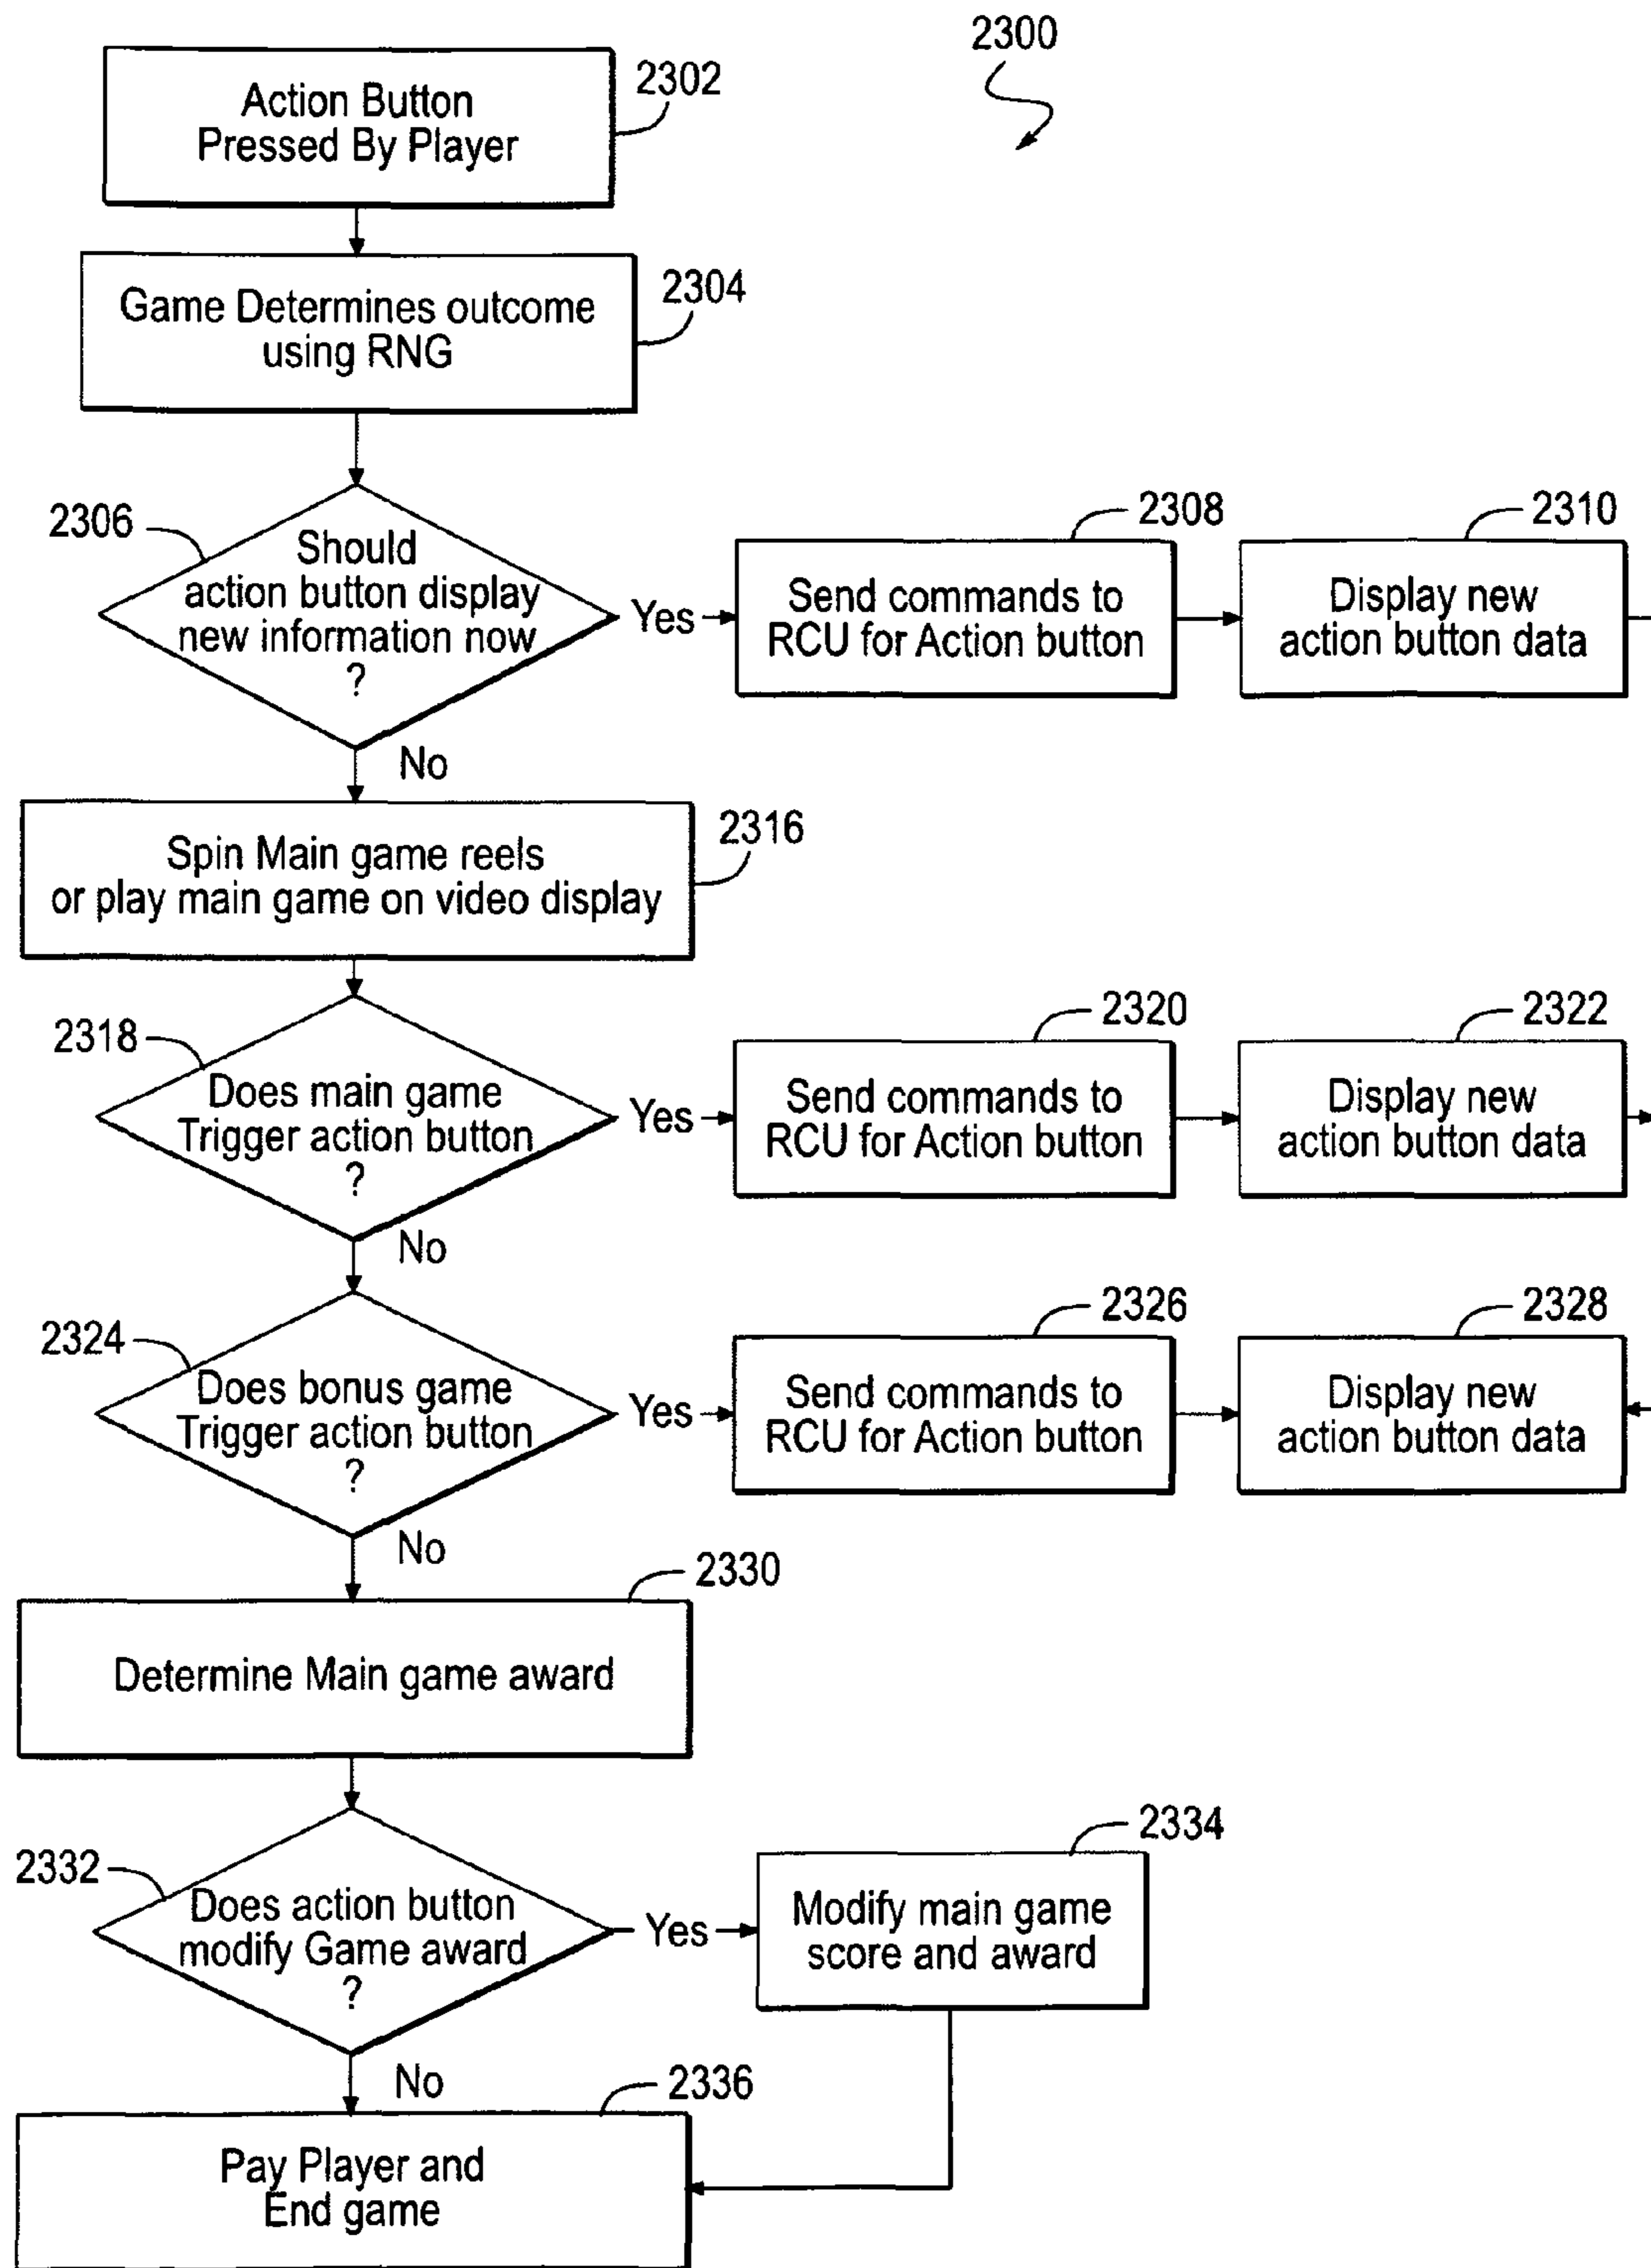 2300
Action Button
Pressed By Player
2302
Game Determines outcome
using RNG
2304
2306
Should
action button display
new information now
?
Yes
2308
Send commands to
RCU for Action button
2310
Display new
action button data
No
Spin Main game reels
or play main game on video display
2316
2318
Does main game
Trigger action button
?
Yes
2320
Send commands to
RCU for Action button
2322
Display new
action button data
No
2324
Does bonus game
Trigger action button
?
Yes
2326
Send commands to
RCU for Action button
2328
Display new
action button data
No
2330
Determine Main game award
2332
Does action button
modify Game award
?
Yes
2334
Modify main game
score and award
No
2336
Pay Player and
End game